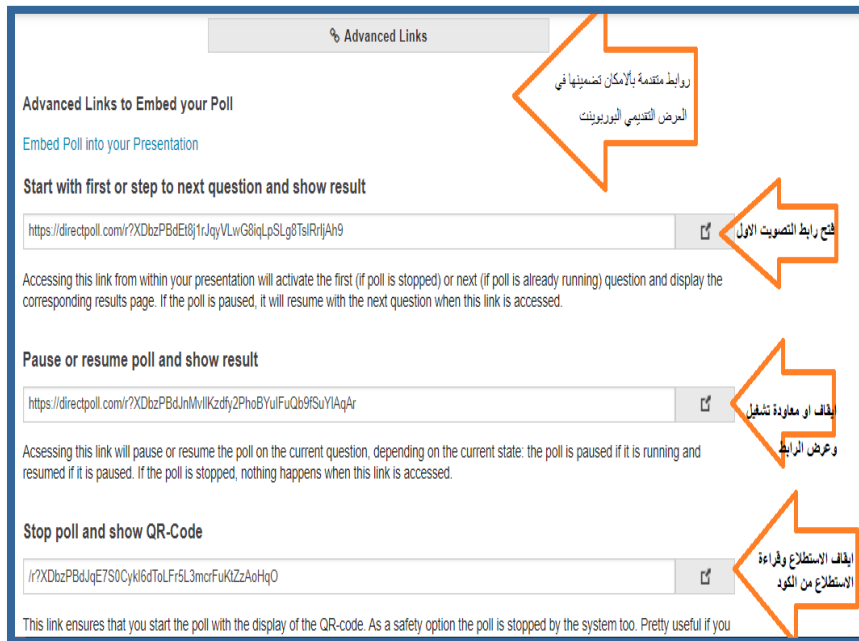 Advanced Links
روابط متقدمة بألامكان تضمينها في
العرض التقديمي البوربوينت
Advanced Links to Embed your Poll
Embed Poll into your Presentation
Start with first or step to next question and show result
https://directpoll.com/r?XDbzPBdEt8j1rJqyVLwG8iqLpSLg8TslRrljAh9
فتح رابط التصويت الاول
Accessing this link from within your presentation will activate the first (if poll is stopped) or next (if poll is already running) question and display the
corresponding results page. If the poll is paused, it will resume with the next question when this link is accessed.
Pause or resume poll and show result
https://directpoll.com/r?XDbzPBdJnMvllKzdfy2PhoBYulFuQb9fSuYlAqAr
ايقاف او معاودة تشغيل
وعرض الرابط
Acsessing this link will pause or resume the poll on the current question, depending on the current state: the poll is paused if it is running and
resumed if it is paused. If the poll is stopped, nothing happens when this link is accessed.
Stop poll and show QR-Code
/r?XDbzPBdJqE7S0Cykl6dToLFr5L3mcrFuKtZzAoHqO
ايقاف الاستطلاع وقراءة
الاستطلاع من الكود
This link ensures that you start the poll with the display of the QR-code. As a safety option the poll is stopped by the system too. Pretty useful if you